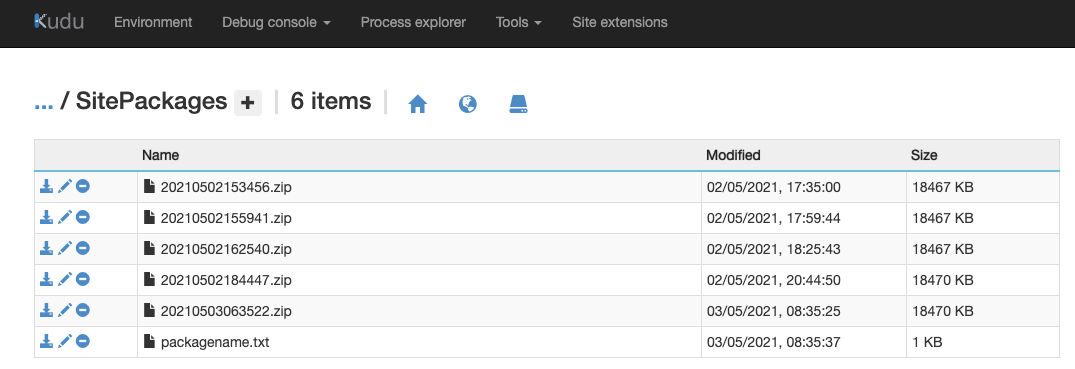 Kudu Environment Debug console Process explorer Tools Site extensions
... / SitePackages + | 6 items |
Name Modified Size
20210502153456.zip 02/05/2021, 17:35:00 18467 KB
20210502155941.zip 02/05/2021, 17:59:44 18467 KB
20210502162540.zip 02/05/2021, 18:25:43 18467 KB
20210502184447.zip 02/05/2021, 20:44:50 18470 KB
20210503063522.zip 03/05/2021, 08:35:25 18470 KB
packagename.txt 03/05/2021, 08:35:37 1 KB